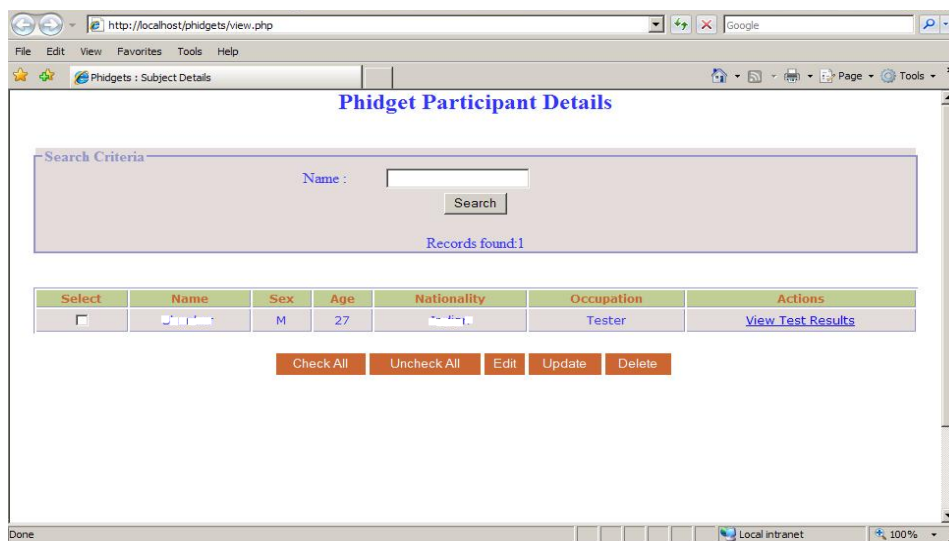 http://localhost/phidgets/view.php
Google
File Edit View Favorites Tools Help
Phidgets : Subject Details
Page Tools
Phidget Participant Details
Search Criteria
Name :
Search
Records found:1
Select Name Sex Age Nationality Occupation Actions
M 27 Tester View Test Results
Check All Uncheck All Edit Update Delete
Done Local intranet 100%